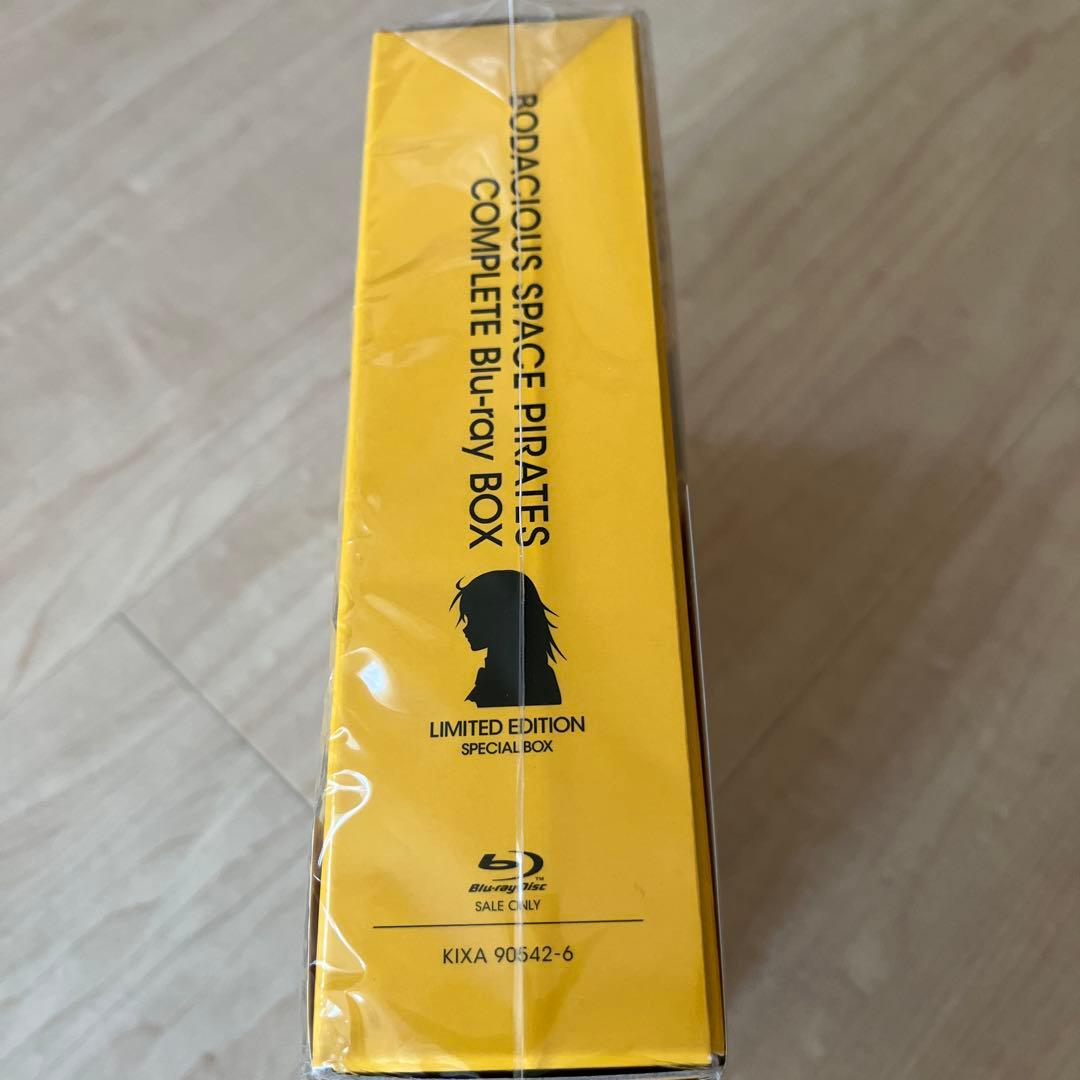 BODACIOUS SPACE PIRATES
COMPLETE Blu-ray BOX
LIMITED EDITION
SPECIAL BOX
Blu-ray Disc
TM
SALE ONLY
KIXA 90542-6